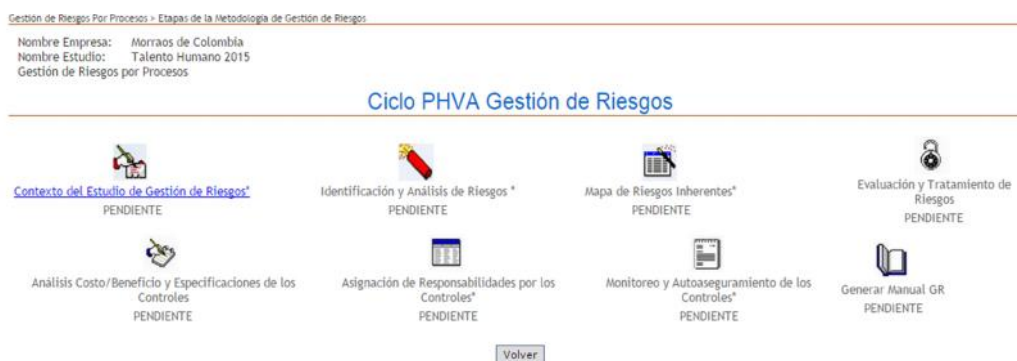 Gestión de Riesgos Por Procesos > Etapas de la Metodología de Gestión de Riesgos
Nombre Empresa: Morraos de Colombia
Nombre Estudio: Talento Humano 2015
Gestión de Riesgos por Procesos
Ciclo PHVA Gestión de Riesgos
Contexto del Estudio de Gestión de Riesgos*
PENDIENTE
Identificación y Análisis de Riesgos *
PENDIENTE
Mapa de Riesgos Inherentes*
PENDIENTE
Evaluación y Tratamiento de
Riesgos
PENDIENTE
Análisis Costo/Beneficio y Especificaciones de los
Controles
PENDIENTE
Asignación de Responsabilidades por los
Controles*
PENDIENTE
Monitoreo y Autoaseguramiento de los
Controles*
PENDIENTE
Generar Manual GR
PENDIENTE
Volver